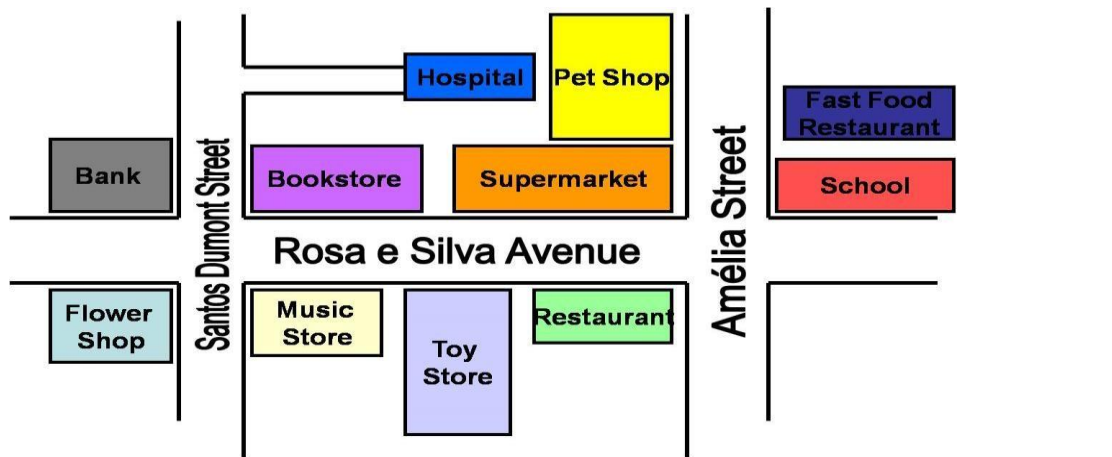 Hospital
Pet Shop
Fast Food
Restaurant
Bank
Santos Dumont Street
Bookstore
Supermarket
Amélia Street
School
Rosa e Silva Avenue
Flower
Shop
Music
Store
Toy
Store
Restaurant